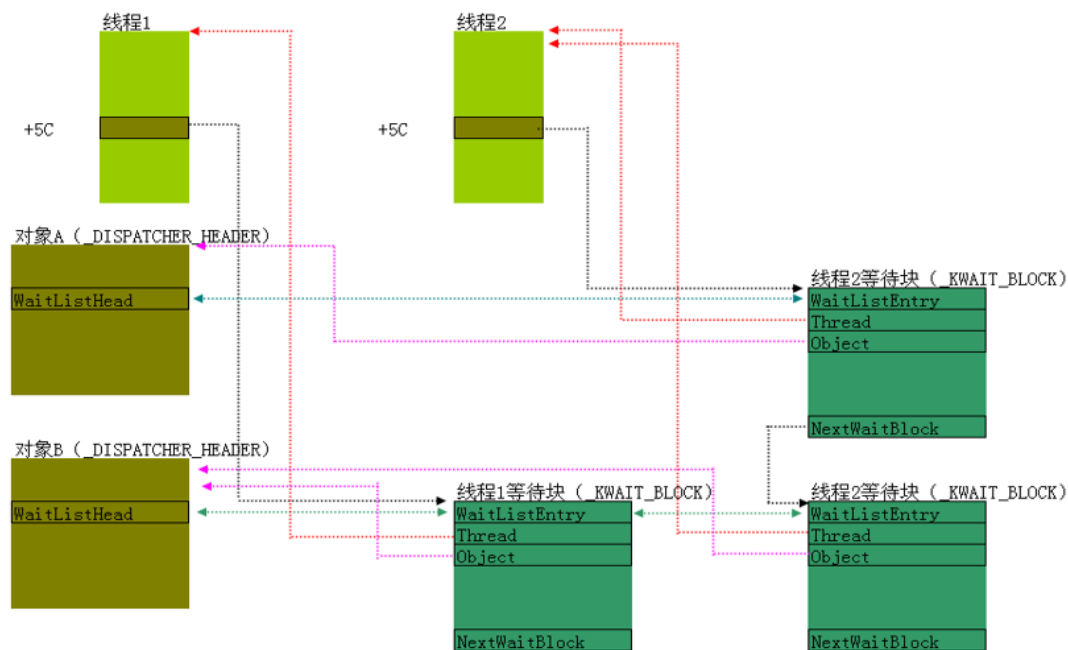 线程1
线程2
+5C
+5C
对象A（_DISPATCHER_HEADER）
WaitListHead
线程2等待块（_KWAIT_BLOCK）
WaitListEntry
Thread
Object
NextWaitBlock
对象B（_DISPATCHER_HEADER）
WaitListHead
线程1等待块（_KWAIT_BLOCK）
WaitListEntry
Thread
Object
NextWaitBlock
线程2等待块（_KWAIT_BLOCK）
WaitListEntry
Thread
Object
NextWaitBlock